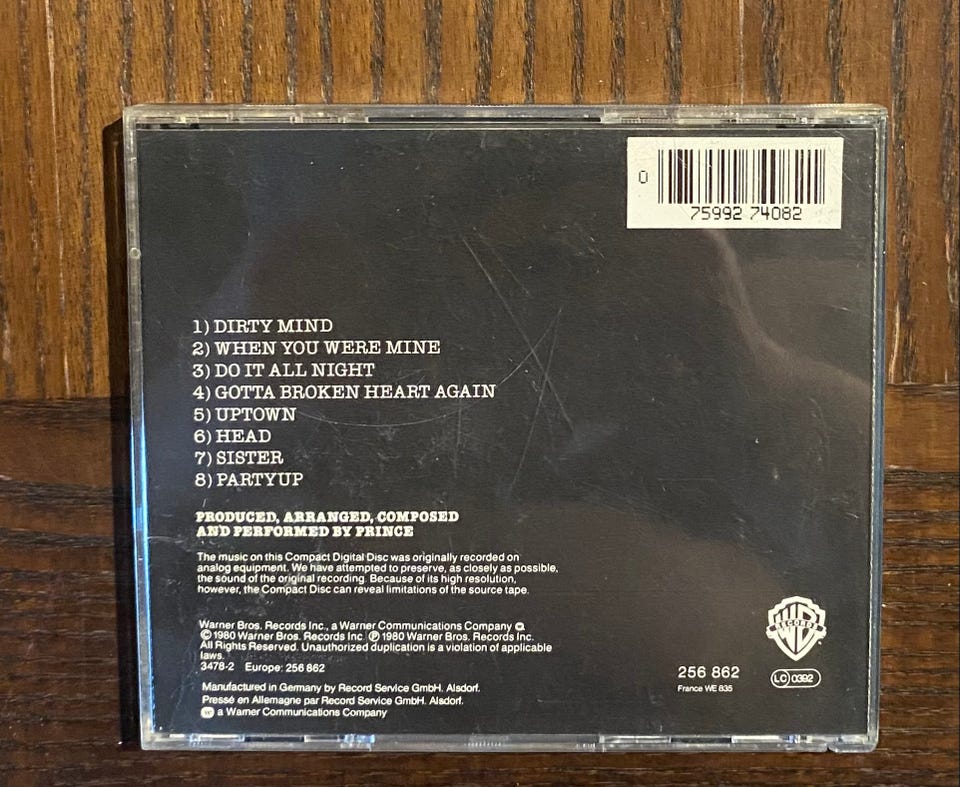 0
75992 74082
1) DIRTY MIND
2) WHEN YOU WERE MINE
3) DO IT ALL NIGHT
4) GOTTA BROKEN HEART AGAIN
5) UPTOWN
6) HEAD
7) SISTER
8) PARTYUP
PRODUCED, ARRANGED, COMPOSED
AND PERFORMED BY PRINCE
The music on this Compact Digital Disc was originally recorded on
analog equipment. We have attempted to preserve, as closely as possible,
the sound of the original recording. Because of its high resolution,
however, the Compact Disc can reveal limitations of the source tape.
Warner Bros. Records Inc., a Warner Communications Company
© 1980 Warner Bros. Records Inc. ℗ 1980 Warner Bros. Records Inc.
All Rights Reserved. Unauthorized duplication is a violation of applicable
laws.
3478-2 Europe: 256 862
Manufactured in Germany by Record Service GmbH. Alsdorf.
Pressé en Allemagne par Record Service GmbH. Alsdorf.
a Warner Communications Company
WB
RECORDS
256 862
France WE 835
LC 0392